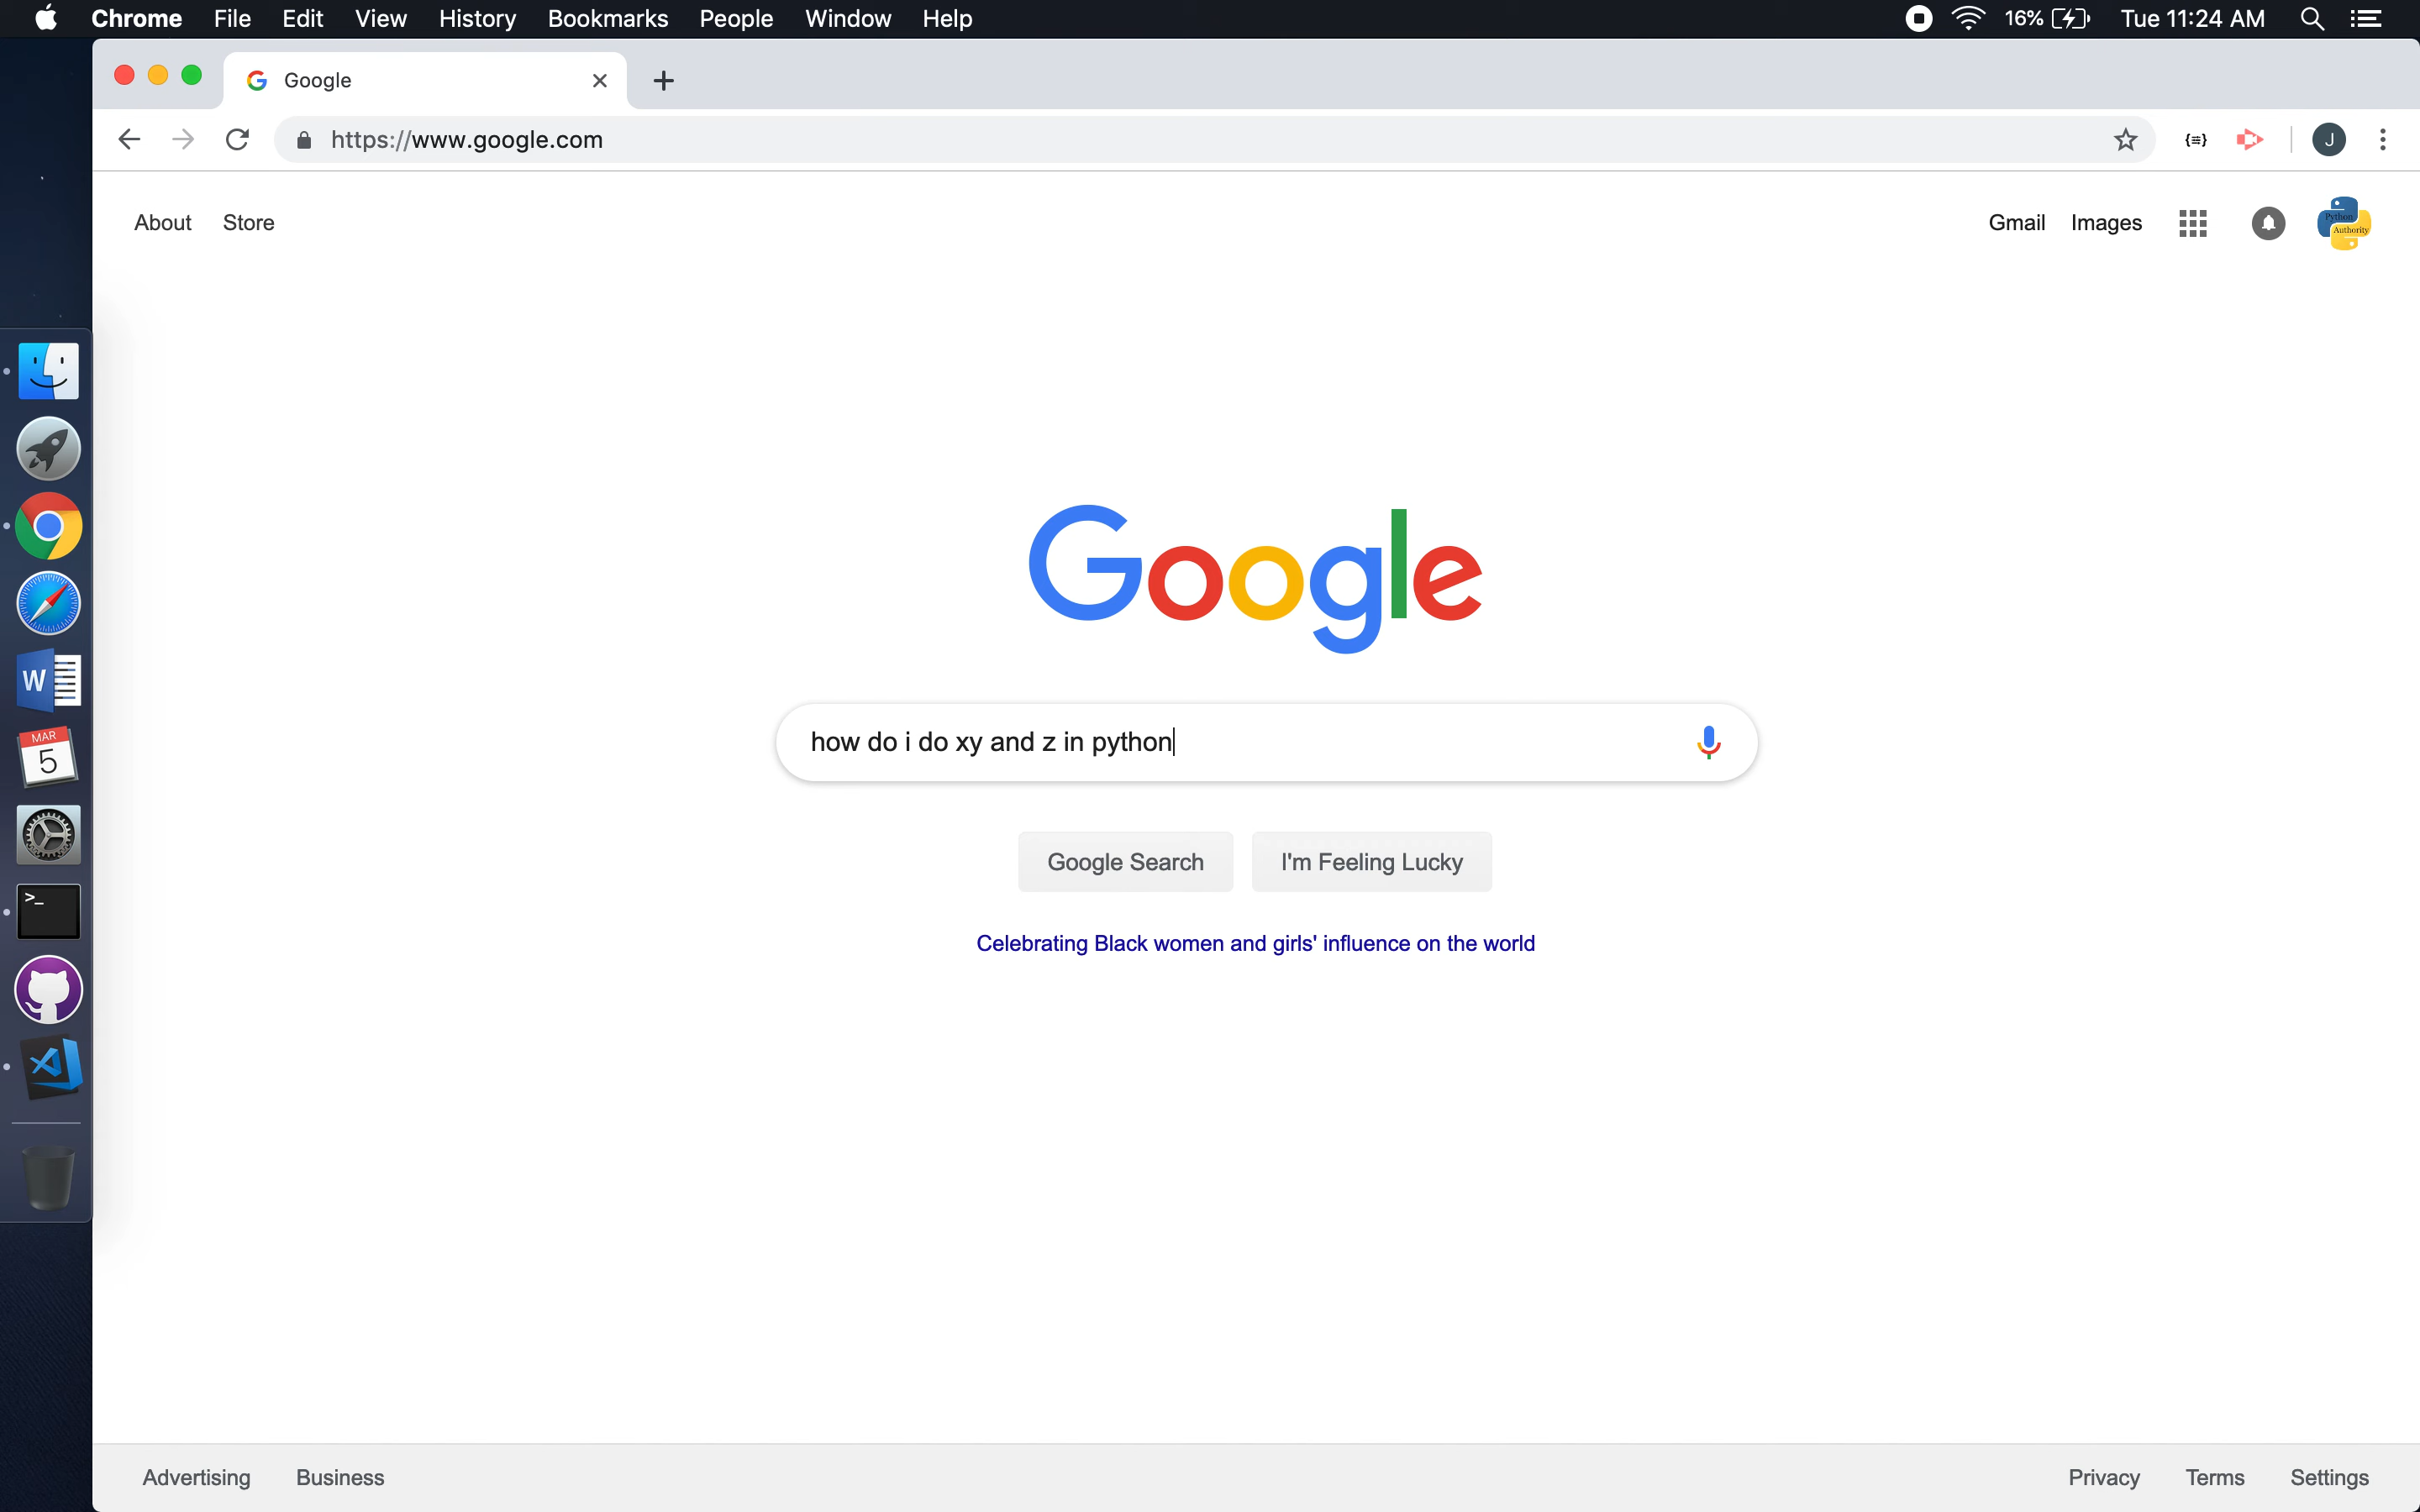 Chrome File Edit View History Bookmarks People Window Help 16% Tue 11:24 AM
Google
https://www.google.com J
About Store Gmail Images Python Authority
Google
how do i do xy and z in python
Google Search I'm Feeling Lucky
Celebrating Black women and girls' influence on the world
W
MAR
5
>_
Advertising Business Privacy Terms Settings